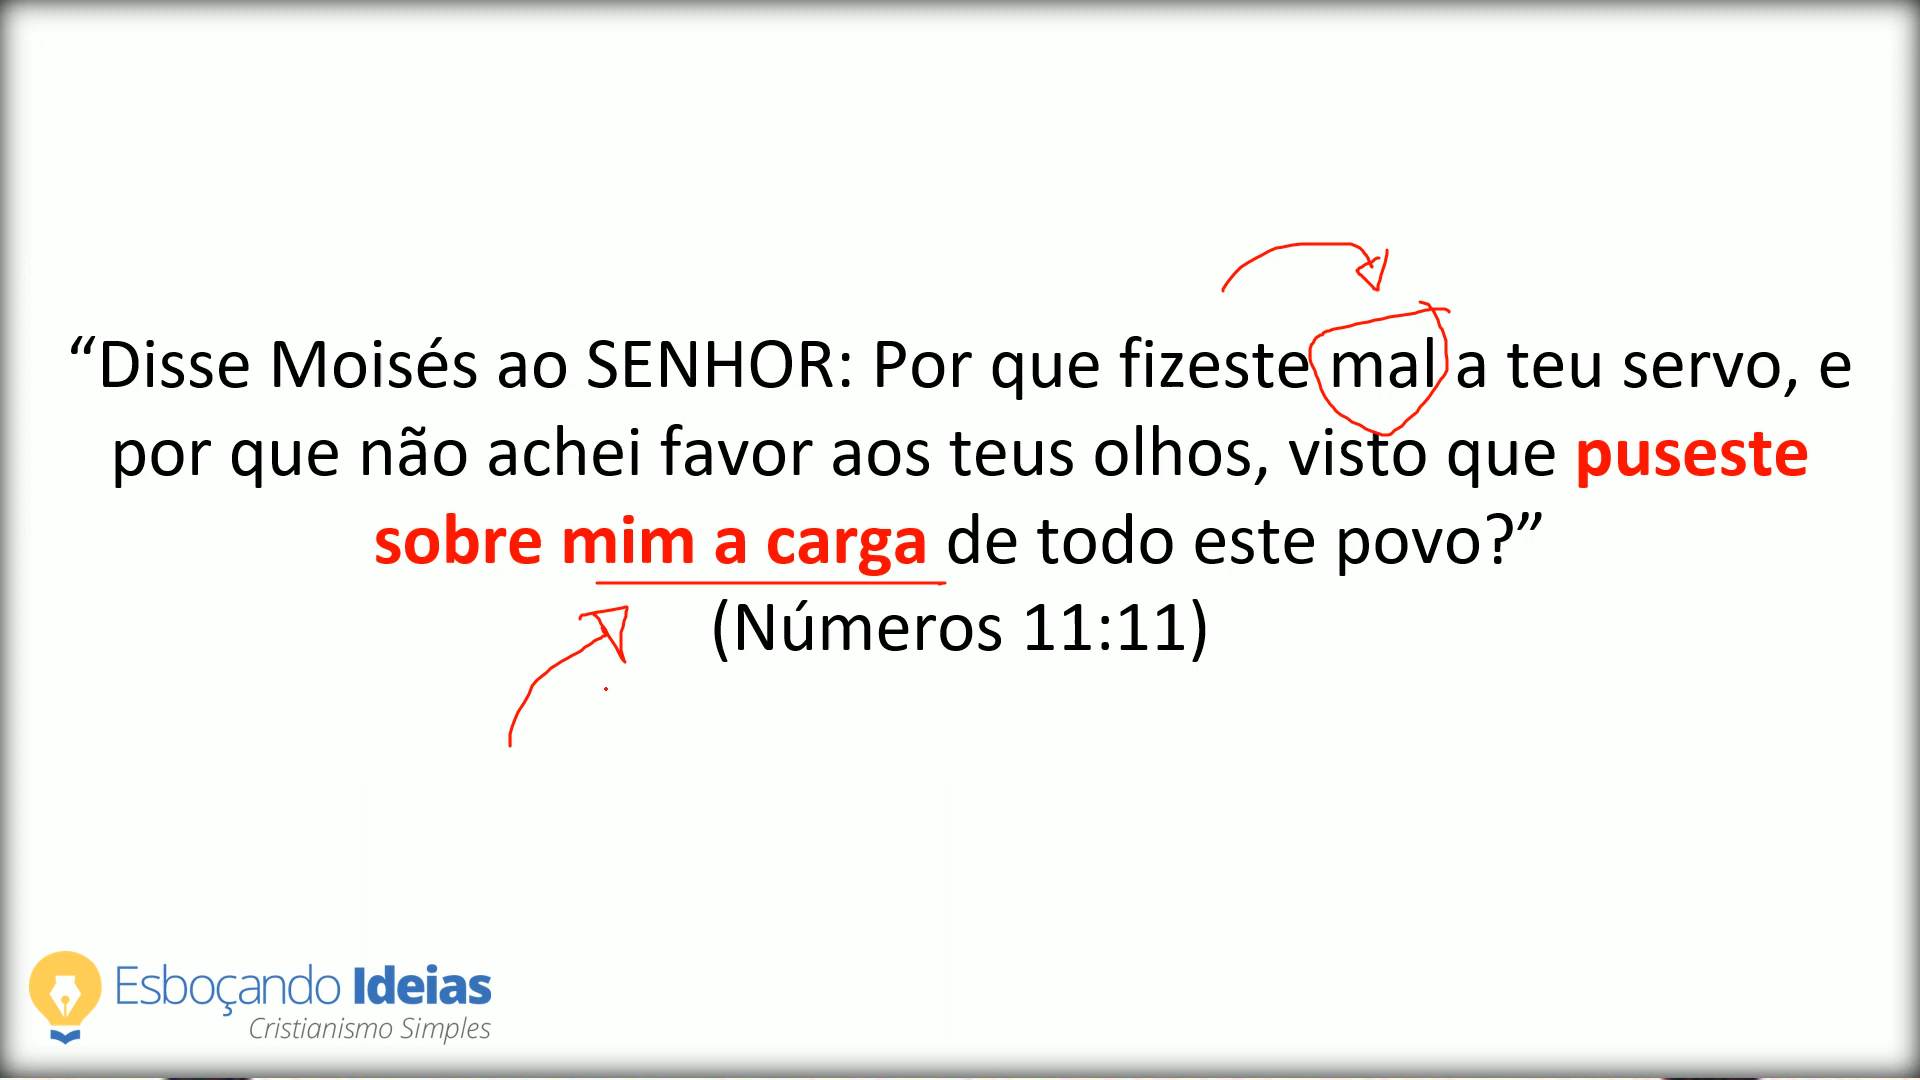 “Disse Moisés ao SENHOR: Por que fizeste mal a teu servo, e
por que não achei favor aos teus olhos, visto que puseste
sobre mim a carga de todo este povo?”
(Números 11:11)
Esboçando Ideias
Cristianismo Simples